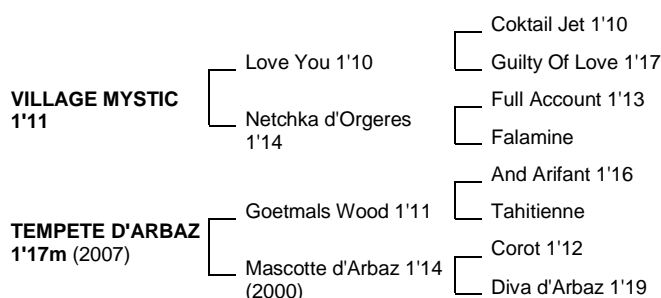 Coktail Jet 1'10
Love You 1'10
Guilty Of Love 1'17
VILLAGE MYSTIC
1'11
Full Account 1'13
Netchka d'Orgeres
1'14
Falamine
And Arifant 1'16
Goetmals Wood 1'11
Tahitienne
TEMPETE D'ARBAZ
1'17m (2007)
Corot 1'12
Mascotte d'Arbaz 1'14
(2000)
Diva d'Arbaz 1'19